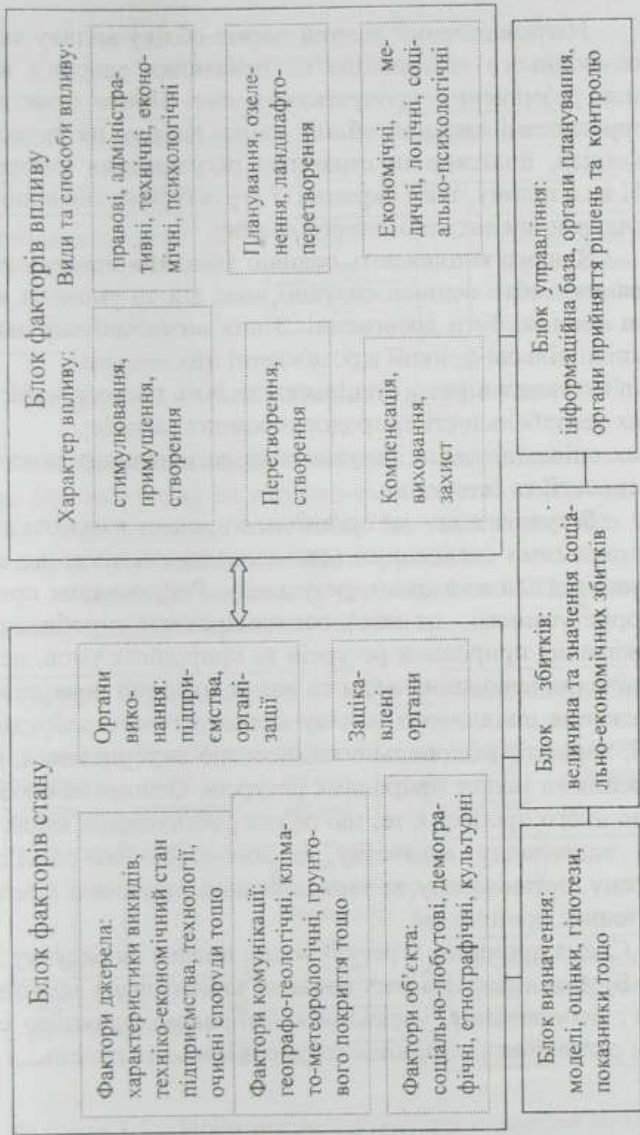 Блок факторів стану
Фактори джерела:
характеристики викидів,
техніко-економічний стан
підприємства, технології,
очисні споруди тощо
Фактори комунікації:
географо-геологічні, кліма-
то-метеорологічні, грунто-
вого покриття тощо
Фактори об'єкта:
соціально-побутові, демогра-
фічні, етнографічні, культурні
Органи
вико-
нання:
підпри-
ємства,
органі-
зації
Заціка-
влені
органи
Блок факторів впливу
Характер впливу:
Види та способи впливу:
стимулювання,
примушення,
створення
правові, адміністра-
тивні, технічні, еконо-
мічні, психологічні
Перетворення,
створення
Планування, озеле-
нення, ландшафто-
перетворення
Компенсація,
виховання,
захист
Економічні, ме-
дичні, логічні, соці-
ально-психологічні
Блок визначення:
моделі, оцінки, гіпотези,
показники тощо
Блок збитків:
величина та значення соціа-
льно-економічних збитків
Блок управління:
інформаційна база, органи планування,
органи прийняття рішень та контролю